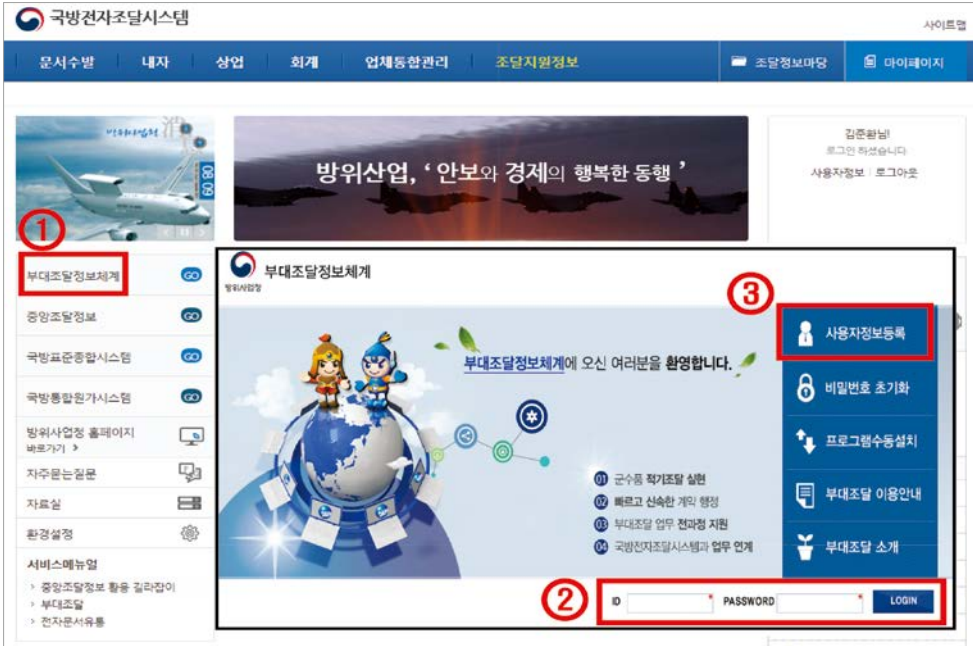 국방전자조달시스템
사이트맵
문서수발 내자 상업 회계 업체통합관리 조달지원정보 조달정보마당 마이페이지
방위사업청
방위산업, ‘안보와 경제의 행복한 동행’
김준환님!
로그인 하셨습니다.
사용자정보 | 로그아웃
①
부대조달정보체계 GO
중앙조달정보 GO
국방표준종합시스템 GO
국방통합원가시스템 GO
방위사업청 홈페이지
바로가기 >
자주묻는질문
자료실
환경설정
서비스메뉴얼
> 중앙조달정보 활용 길라잡이
> 부대조달
> 전자문서유통
방위사업청
부대조달정보체계
부대조달정보체계에 오신 여러분을 환영합니다.
01 군수품 적기조달 실현
02 빠르고 신속한 계약 행정
03 부대조달 업무 전과정 지원
04 국방전자조달시스템과 업무 연계
③
사용자정보등록
비밀번호 초기화
프로그램수동설치
부대조달 이용안내
부대조달 소개
②
ID * PASSWORD * LOGIN